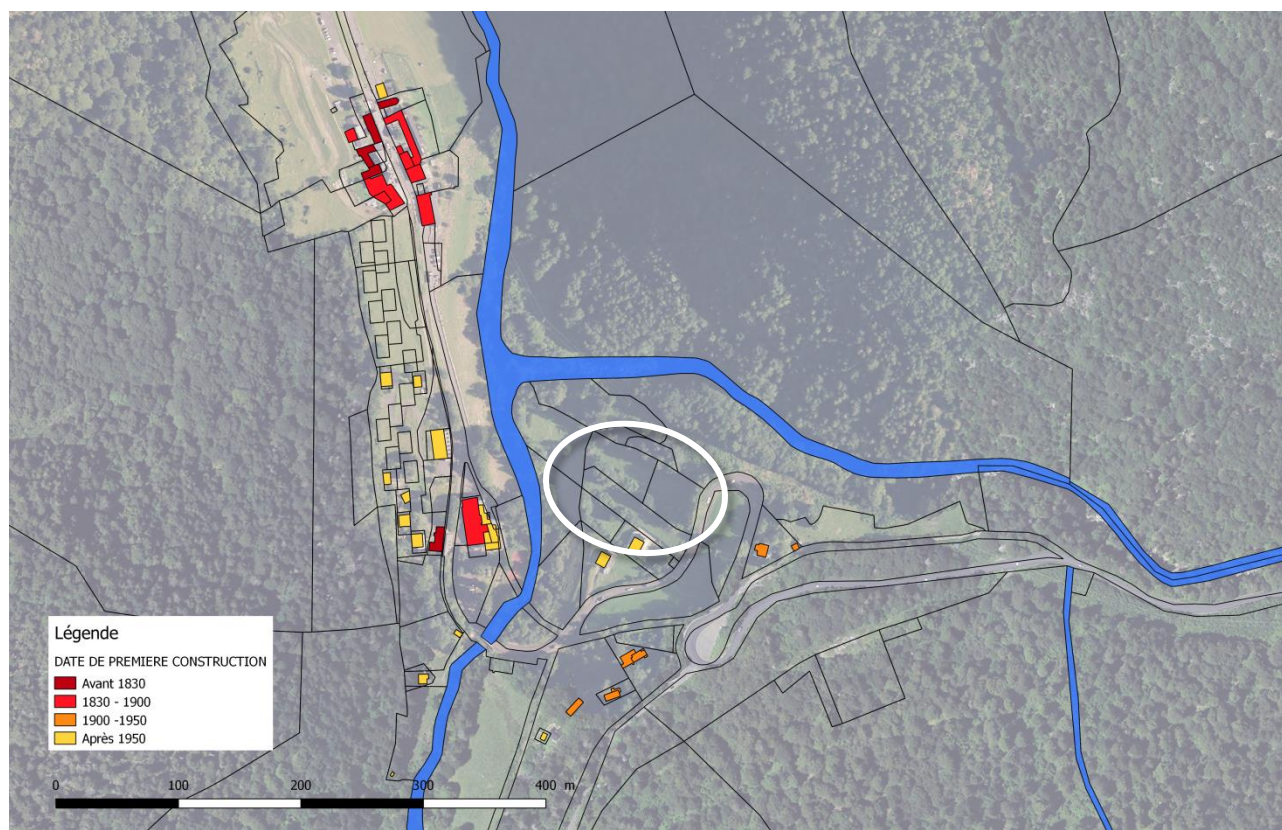 Légende
DATE DE PREMIERE CONSTRUCTION
Avant 1830
1830 - 1900
1900 -1950
Après 1950
0 100 200 300 400 m